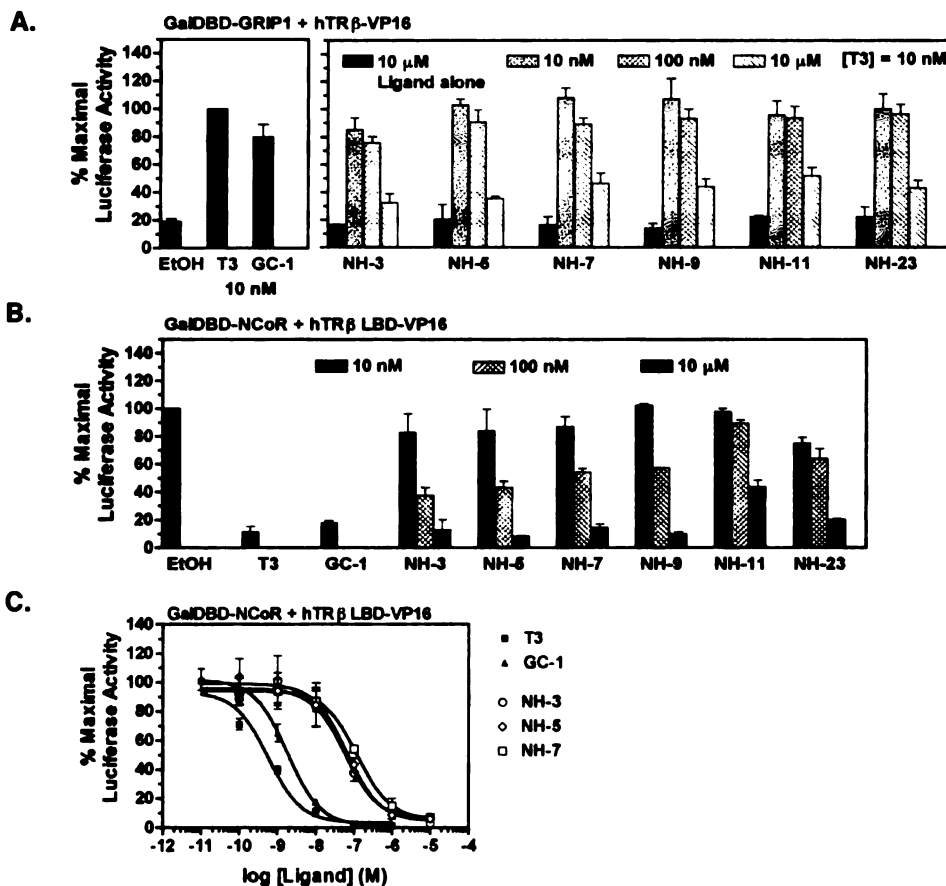 A.
GalDBD-GRIP1 + hTRβ-VP16
% Maximal
Luciferase Activity
140
120
100
80
60
40
20
0
EtOH T3 GC-1
10 nM
10 μM
Ligand alone
10 nM
100 nM
10 μM
[T3] = 10 nM
NH-3 NH-5 NH-7 NH-9 NH-11 NH-23
B.
GalDBD-NCoR + hTRβ LBD-VP16
% Maximal
Luciferase Activity
140
120
100
80
60
40
20
0
10 nM
100 nM
10 μM
EtOH T3 GC-1 NH-3 NH-5 NH-7 NH-9 NH-11 NH-23
C.
GalDBD-NCoR + hTRβ LBD-VP16
% Maximal
Luciferase Activity
140
120
100
80
60
40
20
0
-12 -11 -10 -9 -8 -7 -6 -5 -4
log [Ligand] (M)
T3
GC-1
NH-3
NH-5
NH-7